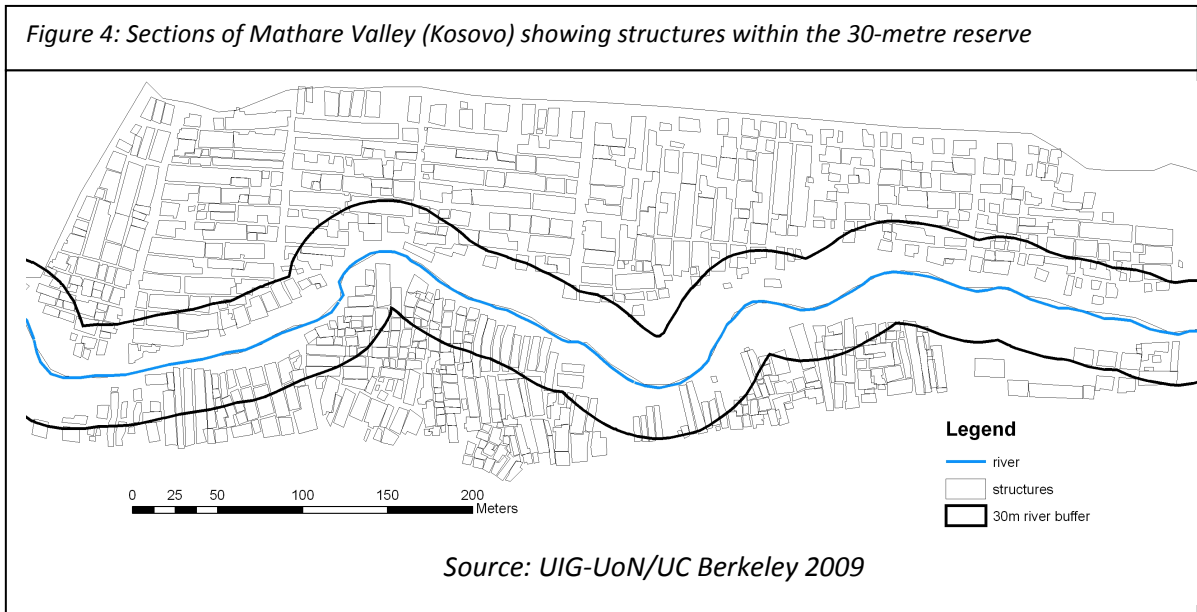 Figure 4: Sections of Mathare Valley (Kosovo) showing structures within the 30-metre reserve
Legend
river
structures
30m river buffer
0 25 50 100 150 200
Meters
Source: UIG-UoN/UC Berkeley 2009